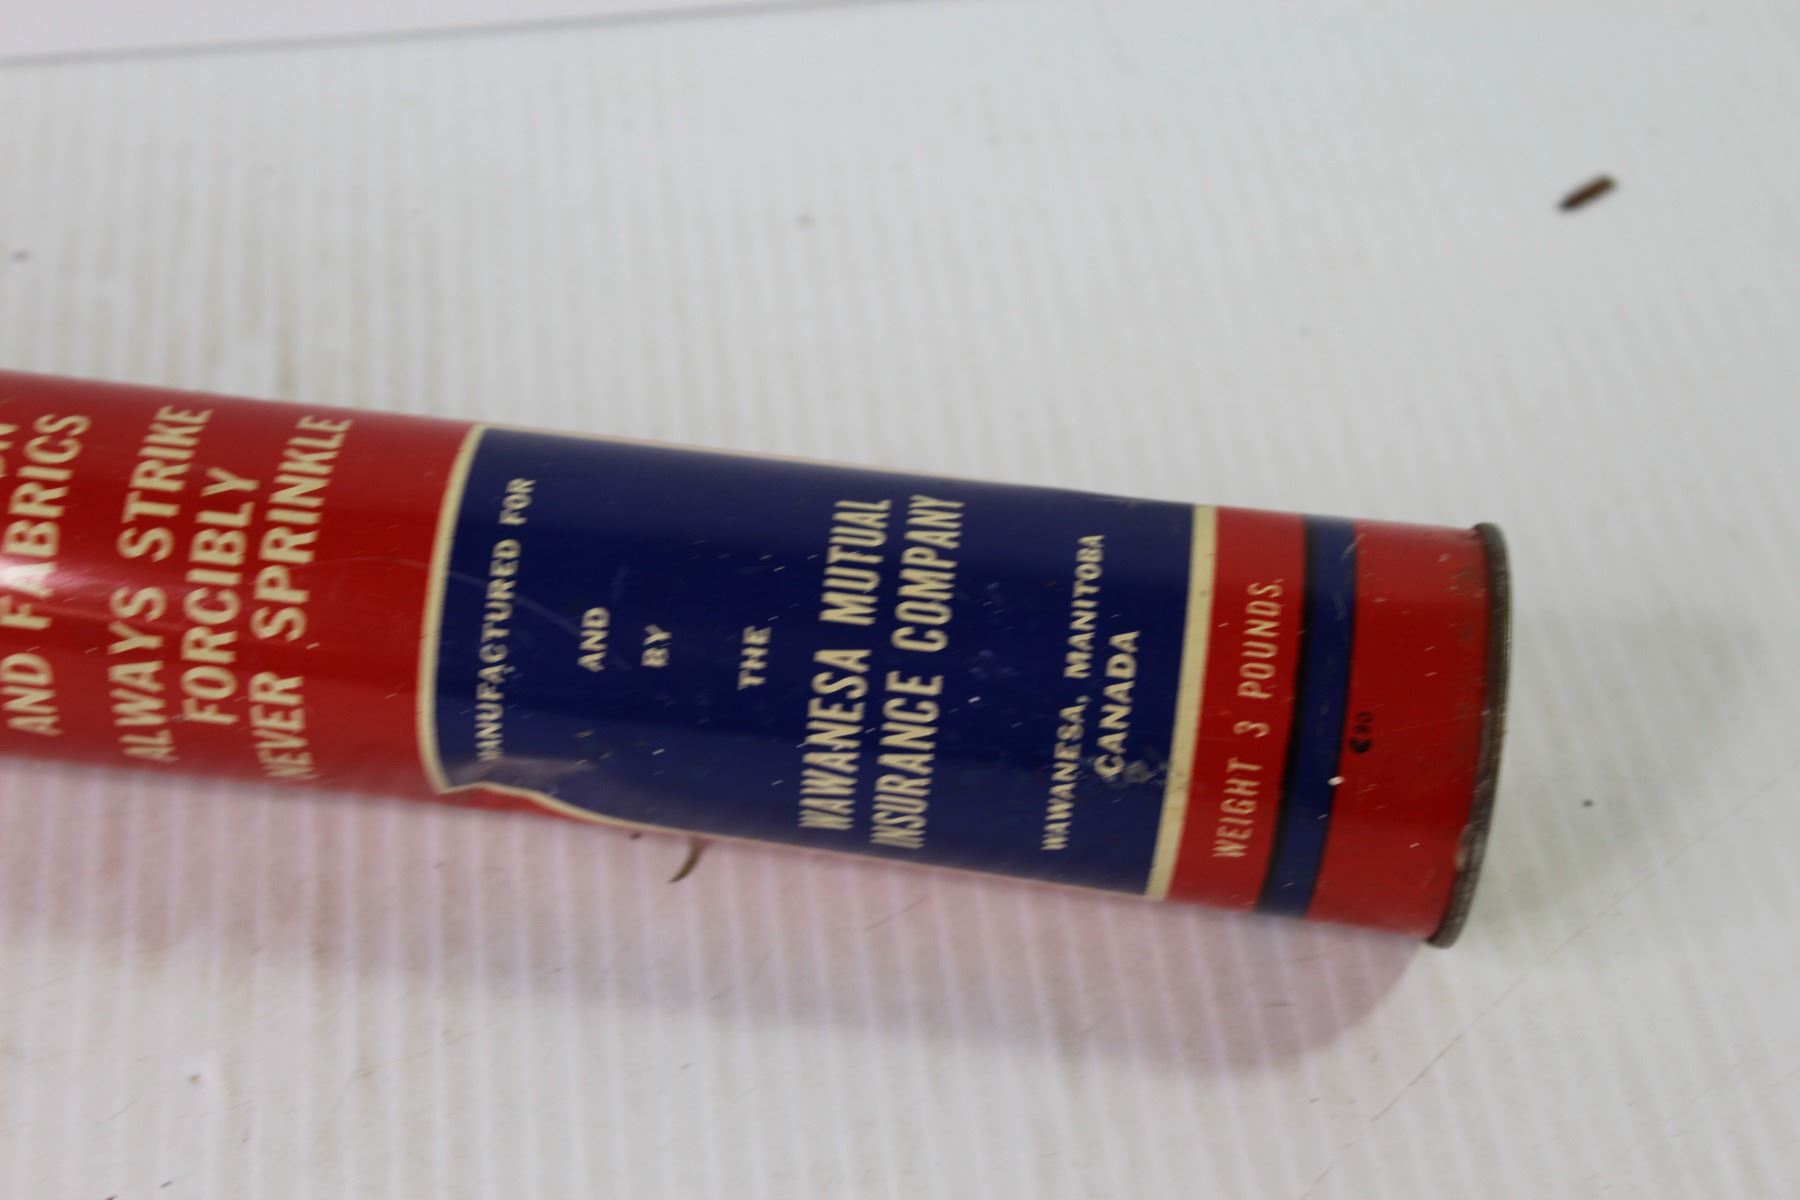 AND FABRICS
ALWAYS STRIKE
FORCIBLY
NEVER SPRINKLE
MANUFACTURED FOR
AND
BY
THE
WAWANESA MUTUAL
INSURANCE COMPANY
WAWANESA, MANITOBA
CANADA
WEIGHT 3 POUNDS.